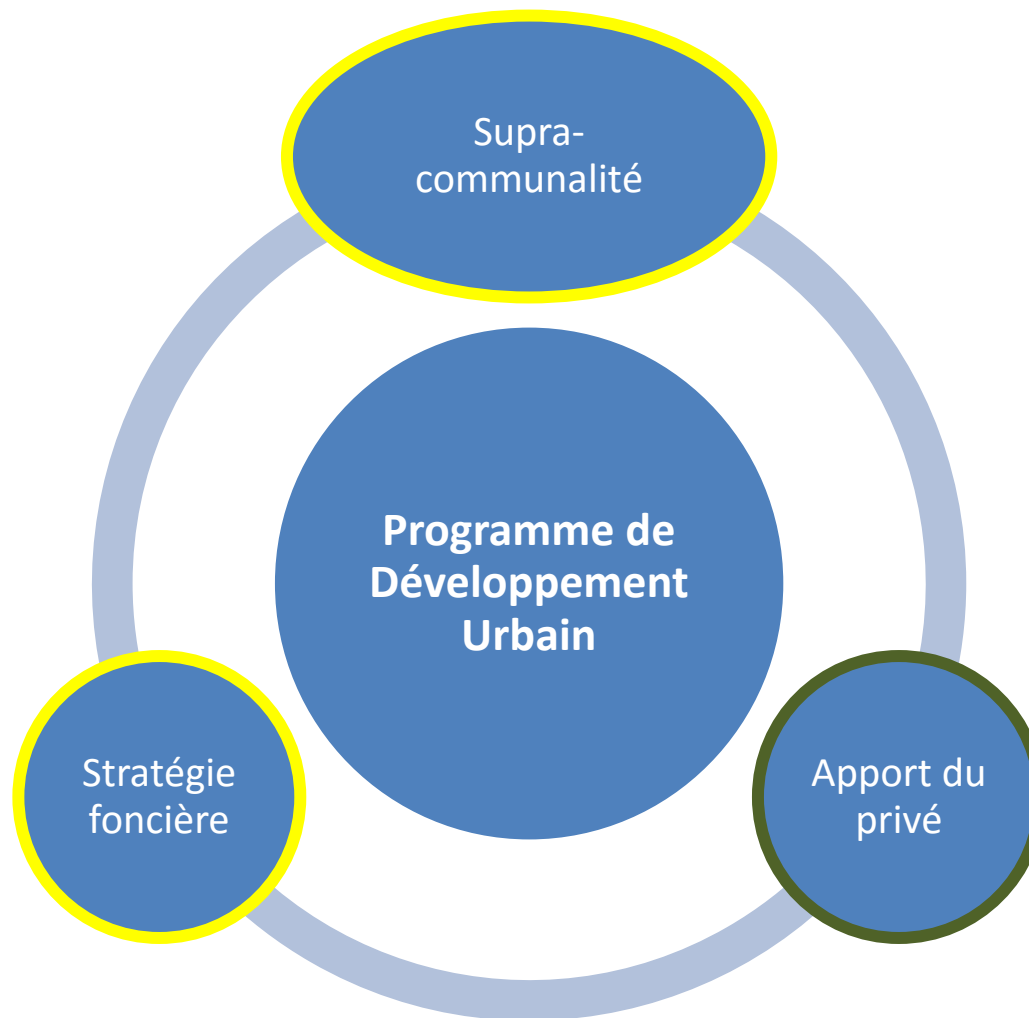 Supra-
communalité
Programme de
Développement
Urbain
Stratégie
foncière
Apport du
privé